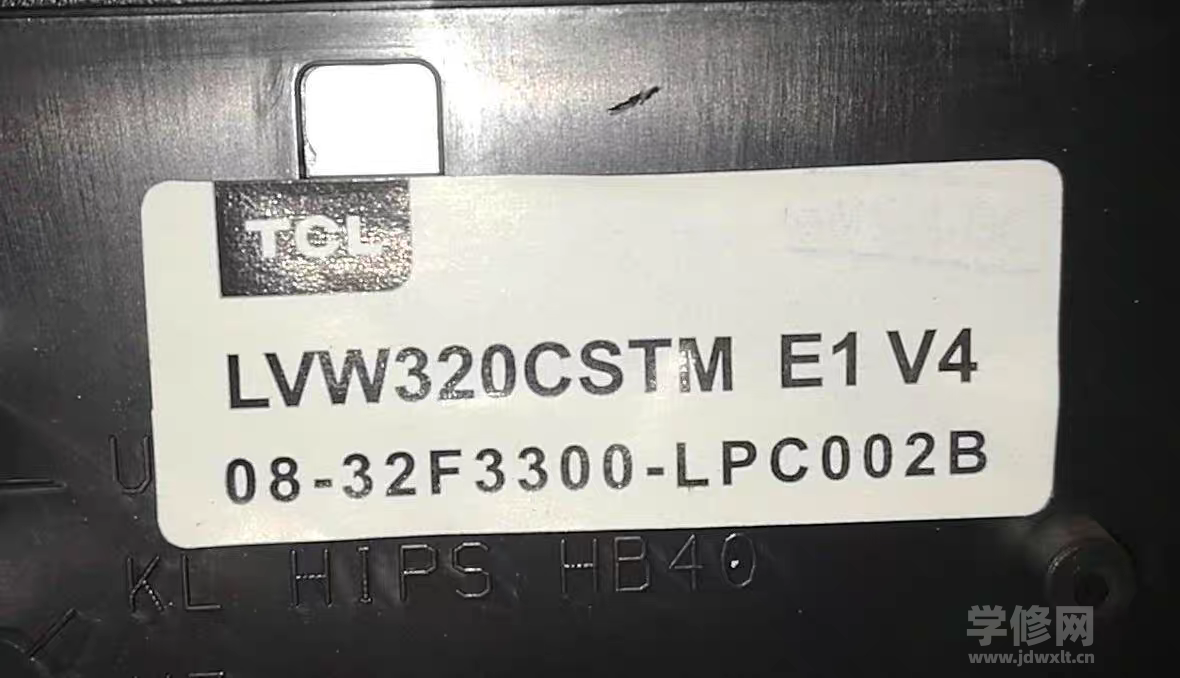 TCL
LVW320CSTM E1 V4
08-32F3300-LPC002B
KL HIPS HB40
学修网
www.jdwxlt.cn